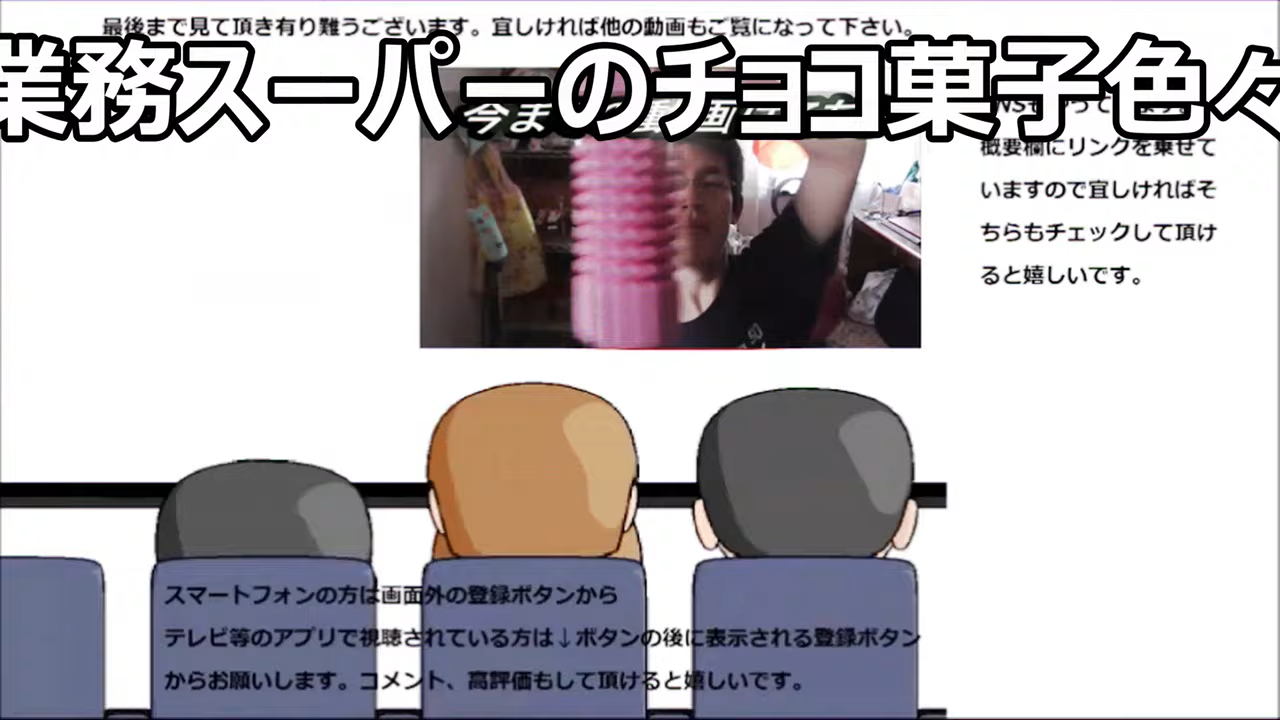 最後まで見て頂き有り難うございます。宜しければ他の動画もご覧になって下さい。
業務スーパーのチョコ菓子色々
今ま
動画
概要欄にリンクを乗せて
いますので宜しければそ
ちらもチェックして頂け
ると嬉しいです。
スマートフォンの方は画面外の登録ボタンから
テレビ等のアプリで視聴されている方は↓ボタンの後に表示される登録ボタン
からお願いします。コメント、高評価もして頂けると嬉しいです。